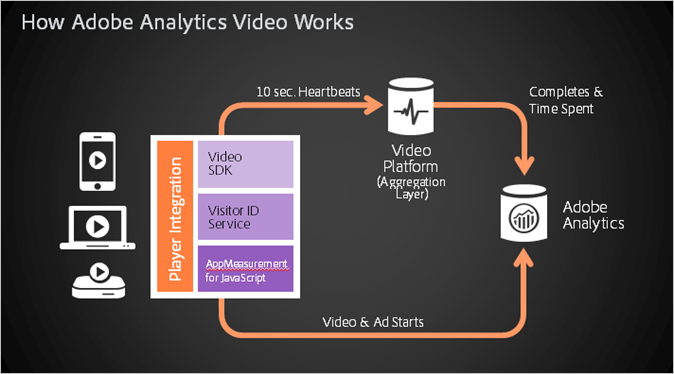 How Adobe Analytics Video Works
10 sec. Heartbeats
Completes &
Time Spent
Video
Platform
(Aggregation
Layer)
Player Integration
Video
SDK
Visitor ID
Service
AppMeasurement
for JavaScript
Adobe
Analytics
Video & Ad Starts